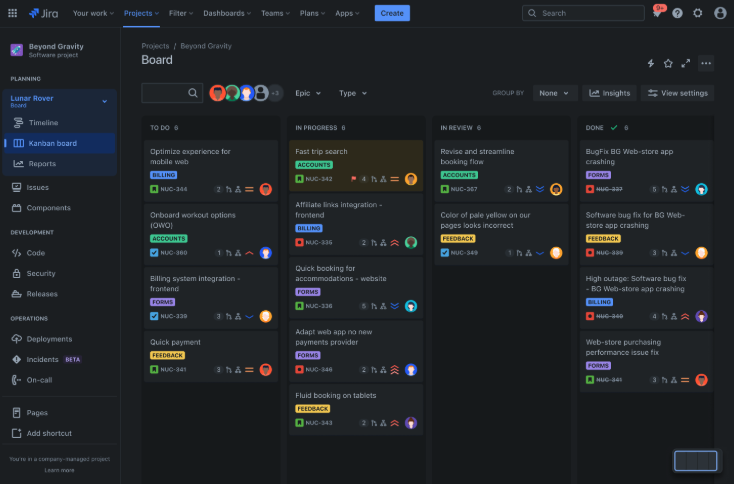 Jira
Your work
Projects
Filter
Dashboards
Teams
Plans
Apps
Create
Search
9+
Beyond Gravity
Software project
PLANNING
Lunar Rover
Board
Timeline
Kanban board
Reports
Issues
Components
DEVELOPMENT
Code
Security
Releases
OPERATIONS
Deployments
Incidents BETA
On-call
Pages
Add shortcut
You're in a company-managed project
Learn more
Projects / Beyond Gravity
Board
+3
Epic
Type
GROUP BY
None
Insights
View settings
TO DO 6
Optimize experience for
mobile web
BILLING
NUC-344 2
Onboard workout options
(OWO)
ACCOUNTS
NUC-360 1
Billing system integration -
frontend
FORMS
NUC-339 3
Quick payment
FEEDBACK
NUC-341 3
IN PROGRESS 6
Fast trip search
ACCOUNTS
NUC-342 4
Affiliate links integration -
frontend
BILLING
NUC-335 2
Quick booking for
accommodations - website
FORMS
NUC-336 5
Adapt web app no new
payments provider
FORMS
NUC-346 2
Fluid booking on tablets
FEEDBACK
NUC-343 2
IN REVIEW 6
Revise and streamline
booking flow
ACCOUNTS
NUC-367 2
Color of pale yellow on our
pages looks incorrect
FEEDBACK
NUC-349 1
DONE 6
BugFix BG Web-store app
crashing
FORMS
NUC-337 5
Software bug fix for BG Web-
store app crashing
FEEDBACK
NUC-339 3
High outage: Software bug fix
- BG Web-store app crashing
BILLING
NUC-340 4
Web-store purchasing
performance issue fix
FORMS
NUC-341 3